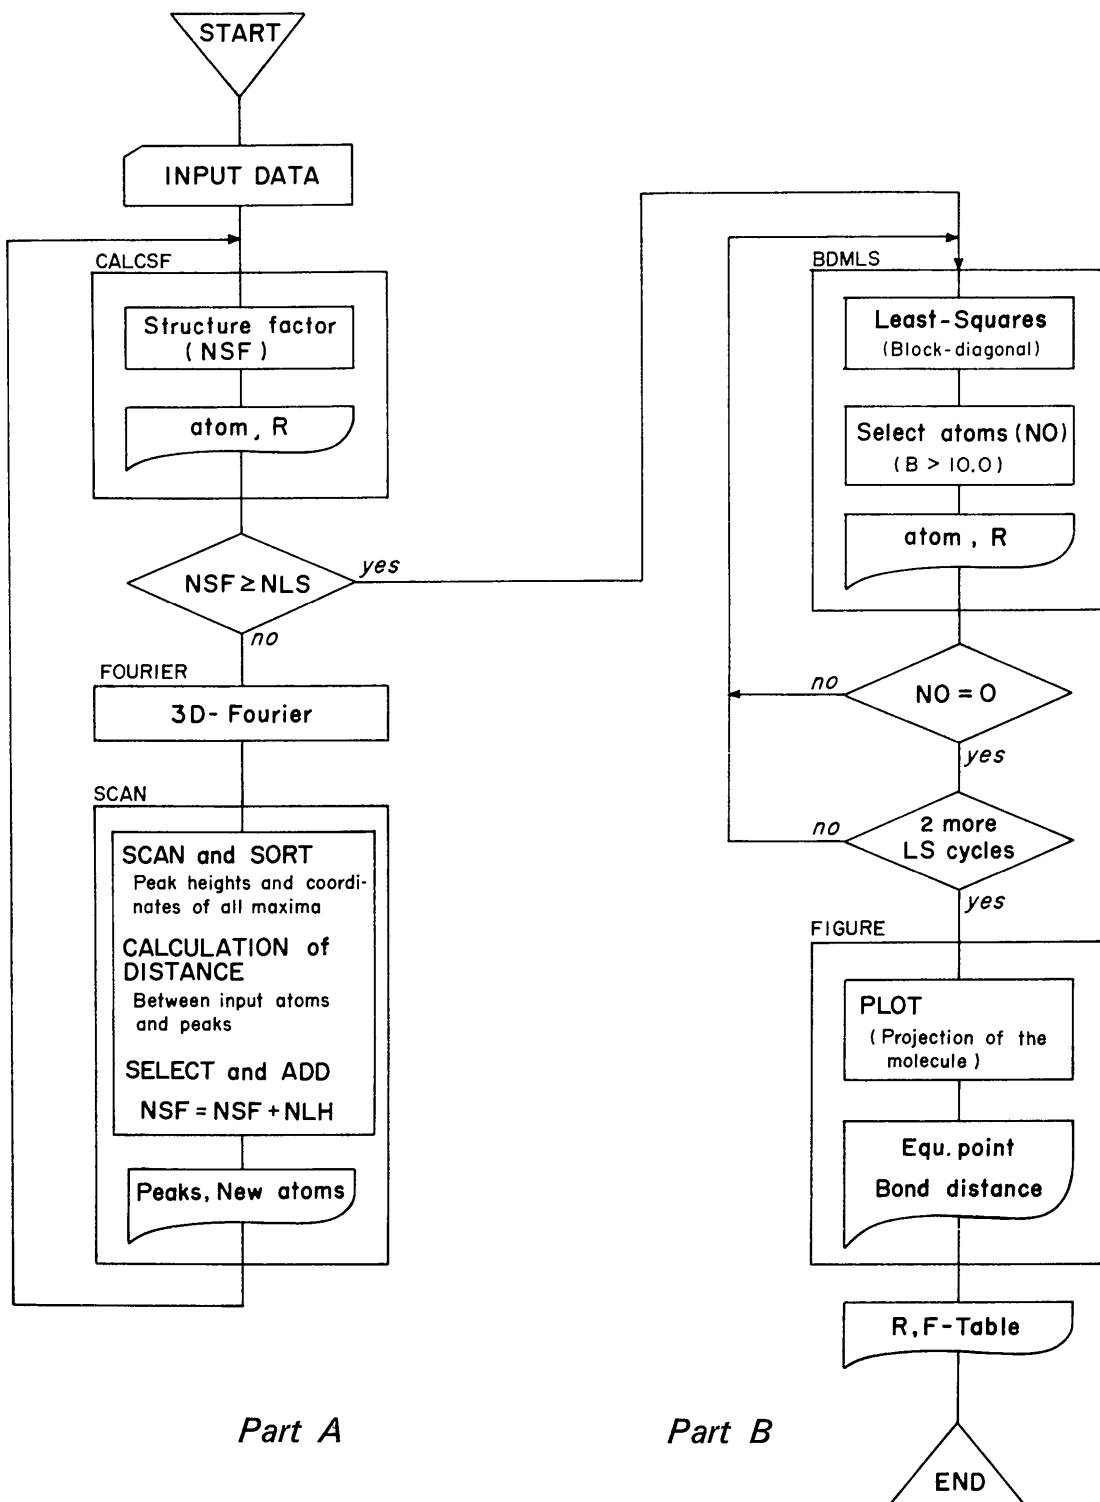 START
INPUT DATA
CALCSF
Structure factor
(NSF)
atom, R
NSF ≥ NLS
yes
no
FOURIER
3D-Fourier
SCAN
SCAN and SORT
Peak heights and coordi-
nates of all maxima
CALCULATION of
DISTANCE
Between input atoms
and peaks
SELECT and ADD
NSF = NSF + NLH
Peaks, New atoms
Part A
BDMLS
Least-Squares
(Block-diagonal)
Select atoms (NO)
(B > 10.0)
atom, R
NO = 0
no
yes
2 more
LS cycles
no
yes
FIGURE
PLOT
(Projection of the
molecule)
Equ. point
Bond distance
R, F-Table
END
Part B